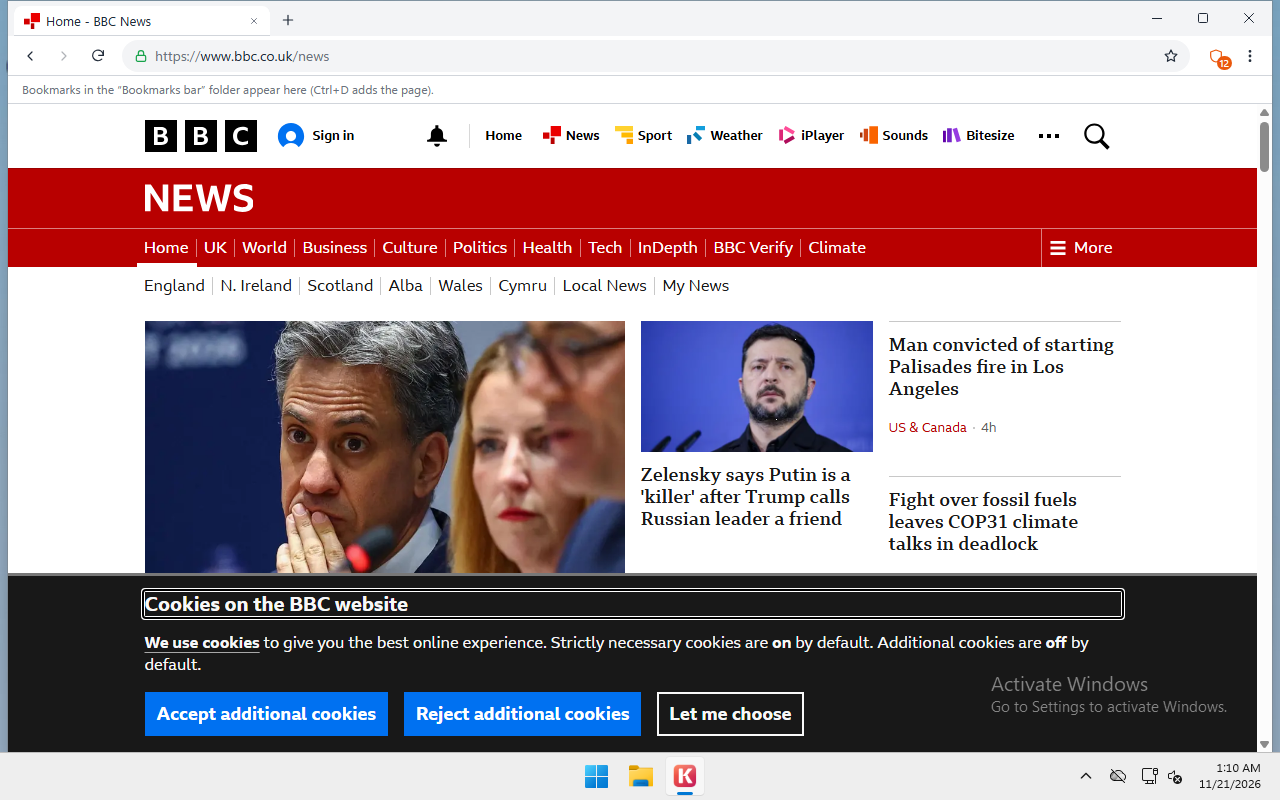 Home - BBC News
https://www.bbc.co.uk/news
12
Bookmarks in the "Bookmarks bar" folder appear here (Ctrl+D adds the page).
BBC
Sign in
Home
News
Sport
Weather
iPlayer
Sounds
Bitesize
NEWS
Home
UK
World
Business
Culture
Politics
Health
Tech
InDepth
BBC Verify
Climate
More
England
N. Ireland
Scotland
Alba
Wales
Cymru
Local News
My News
Zelensky says Putin is a
'killer' after Trump calls
Russian leader a friend
Man convicted of starting
Palisades fire in Los
Angeles
US & Canada · 4h
Fight over fossil fuels
leaves COP31 climate
talks in deadlock
Cookies on the BBC website
We use cookies to give you the best online experience. Strictly necessary cookies are on by default. Additional cookies are off by
default.
Accept additional cookies
Reject additional cookies
Let me choose
Activate Windows
Go to Settings to activate Windows.
K
1:10 AM
11/21/2026